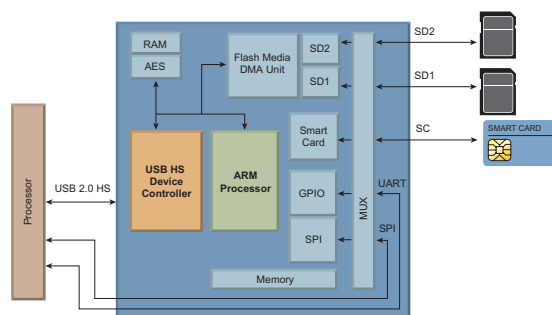 RAM
AES
Flash Media
DMA Unit
SD2
SD1
SD2
SD1
SMART CARD
SC
Smart
Card
USB HS
Device
Controller
ARM
Processor
Processor
USB 2.0 HS
GPIO
UART
MUX
SPI
SPI
Memory